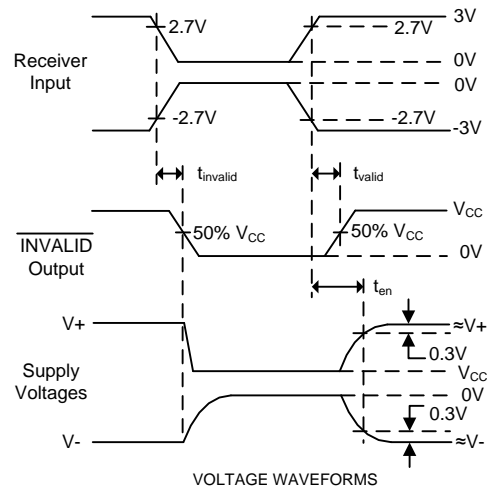 3V
2.7V
2.7V
Receiver
Input
0V
0V
-2.7V
-2.7V
-3V
tinvalid
tvalid
VCC
50% VCC
50% VCC
INVALID
Output
0V
ten
V+
≈V+
0.3V
Supply
Voltages
VCC
0V
0.3V
V-
≈V-
VOLTAGE WAVEFORMS